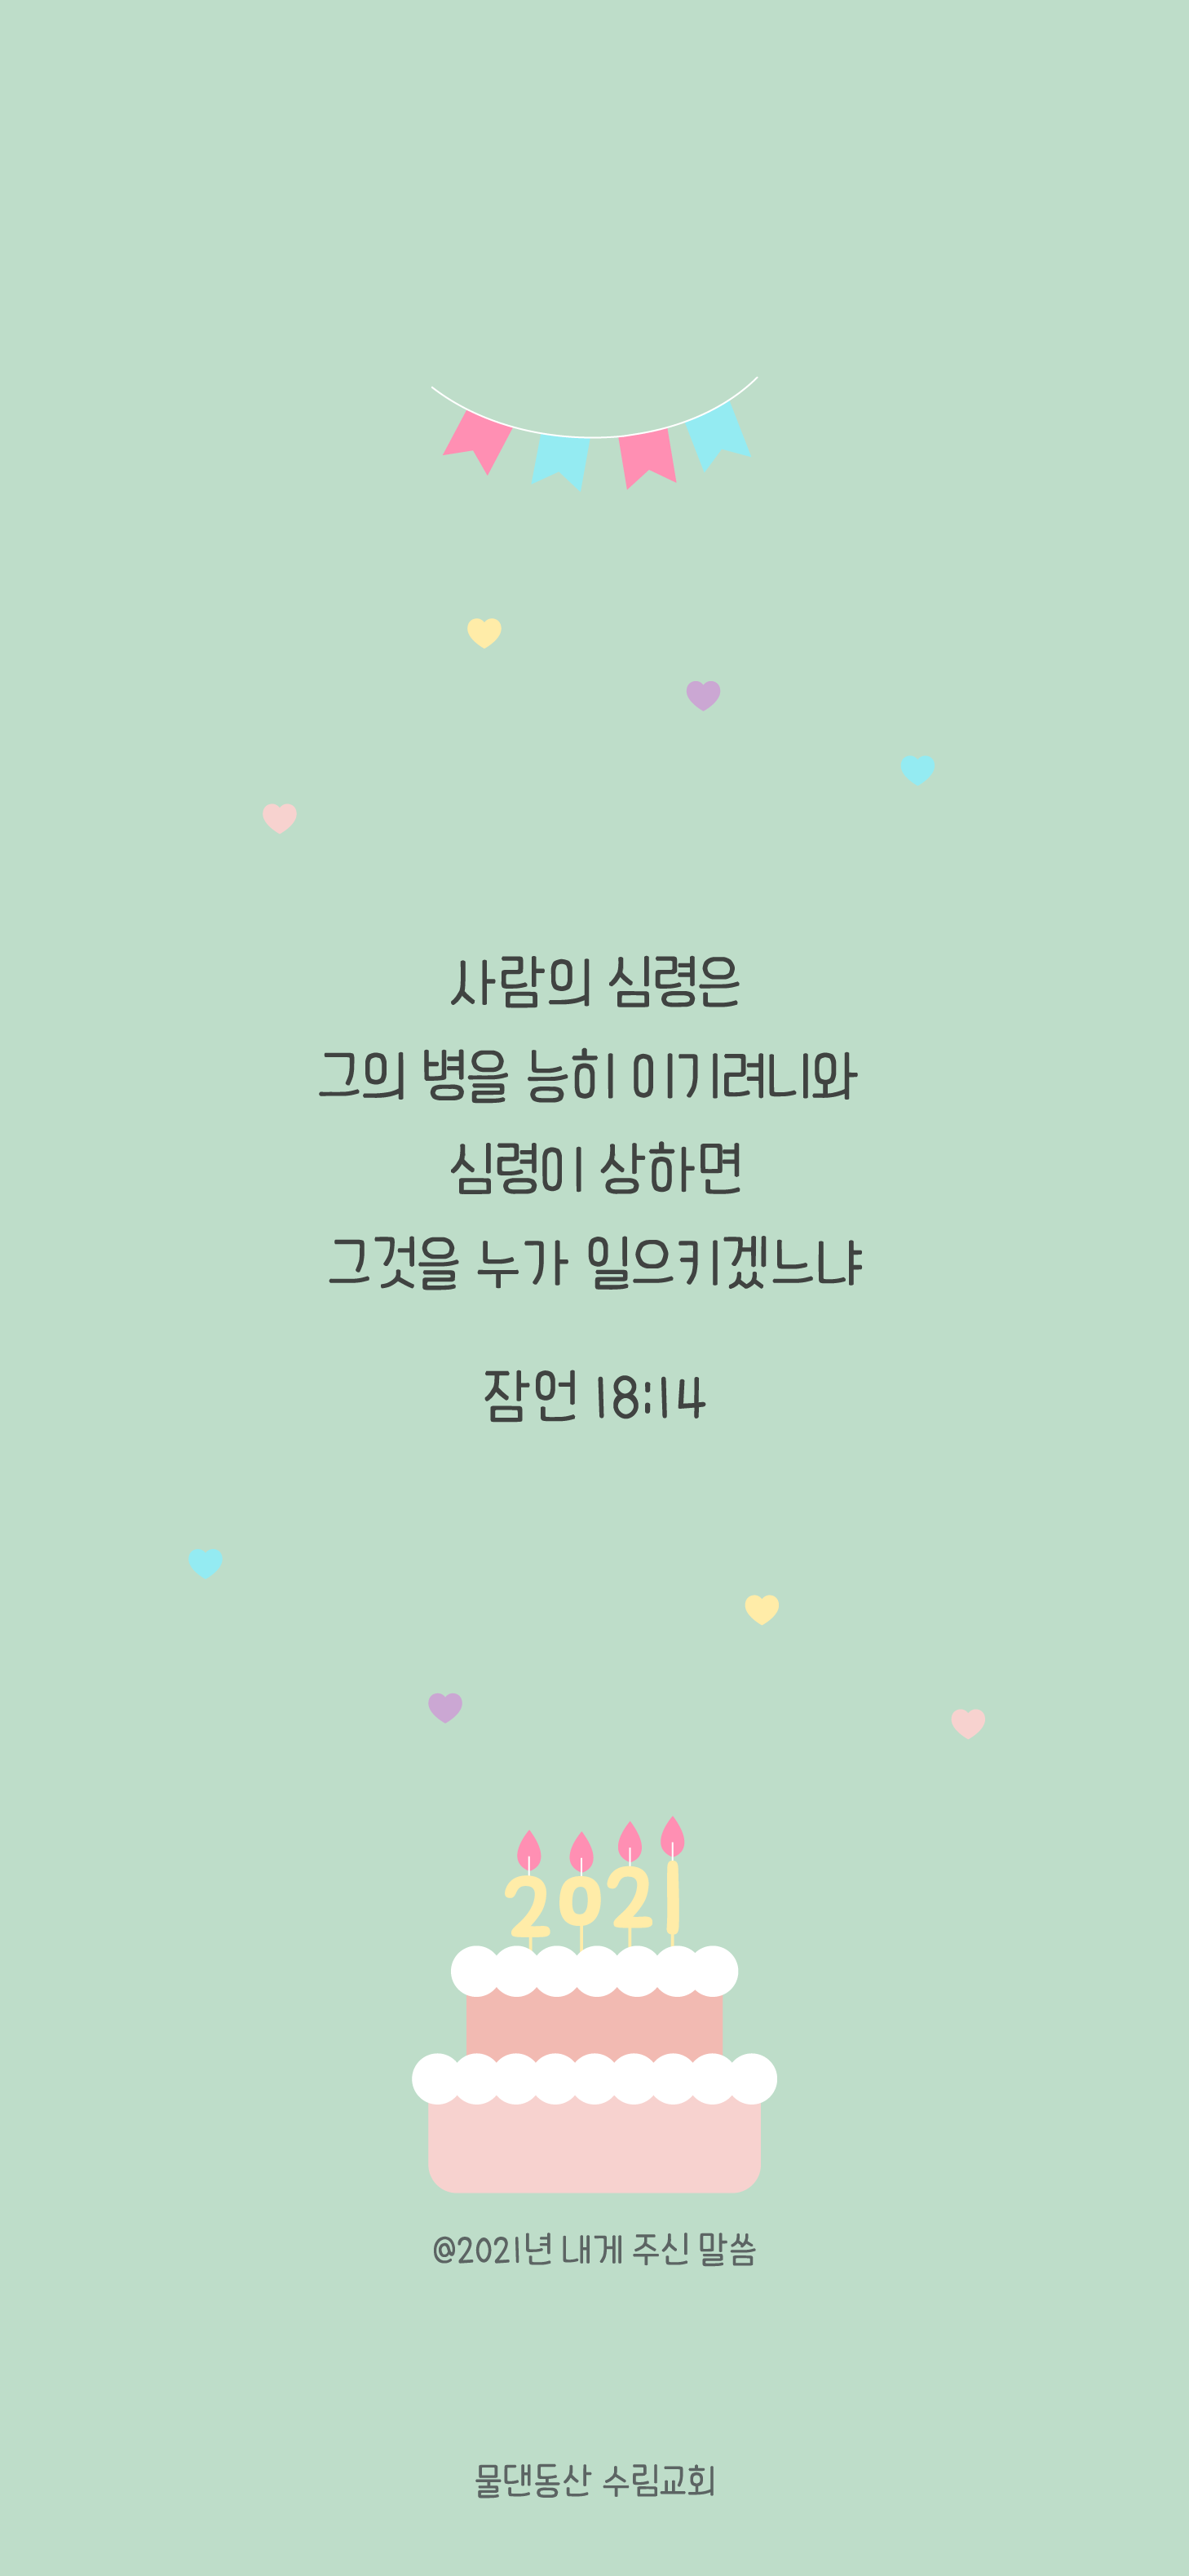 사람의 심령은
그의 병을 능히 이기려니와
심령이 상하면
그것을 누가 일으키겠느냐
잠언 18:14
2021
@2021년 내게 주신 말씀
물댄동산 수림교회